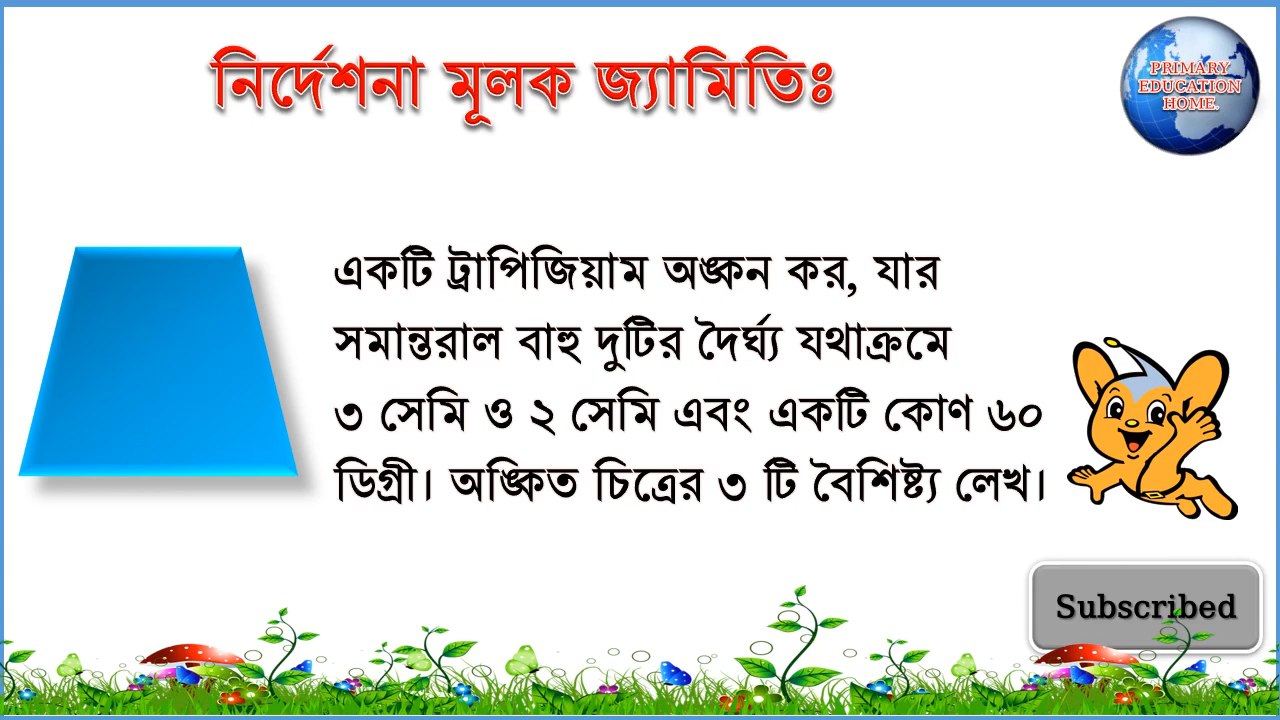 নির্দেশনা মূলক জ্যামিতিঃ
PRIMARY
EDUCATION
HOME.
একটি ট্রাপিজিয়াম অঙ্কন কর, যার
সমান্তরাল বাহু দুটির দৈর্ঘ্য যথাক্রমে
৩ সেমি ও ২ সেমি এবং একটি কোণ ৬০
ডিগ্রী। অঙ্কিত চিত্রের ৩ টি বৈশিষ্ট্য লেখ।
Subscribed